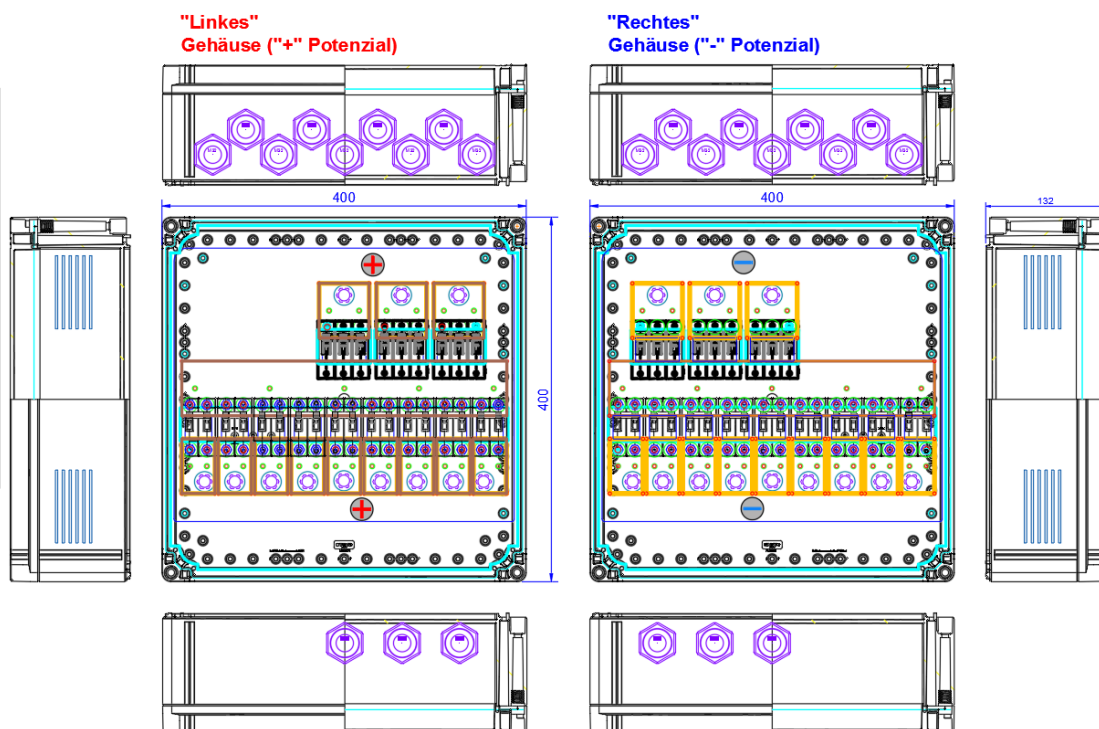 "Linkes"
Gehäuse ("+" Potenzial)
"Rechtes"
Gehäuse ("-" Potenzial)
400
400
132
400